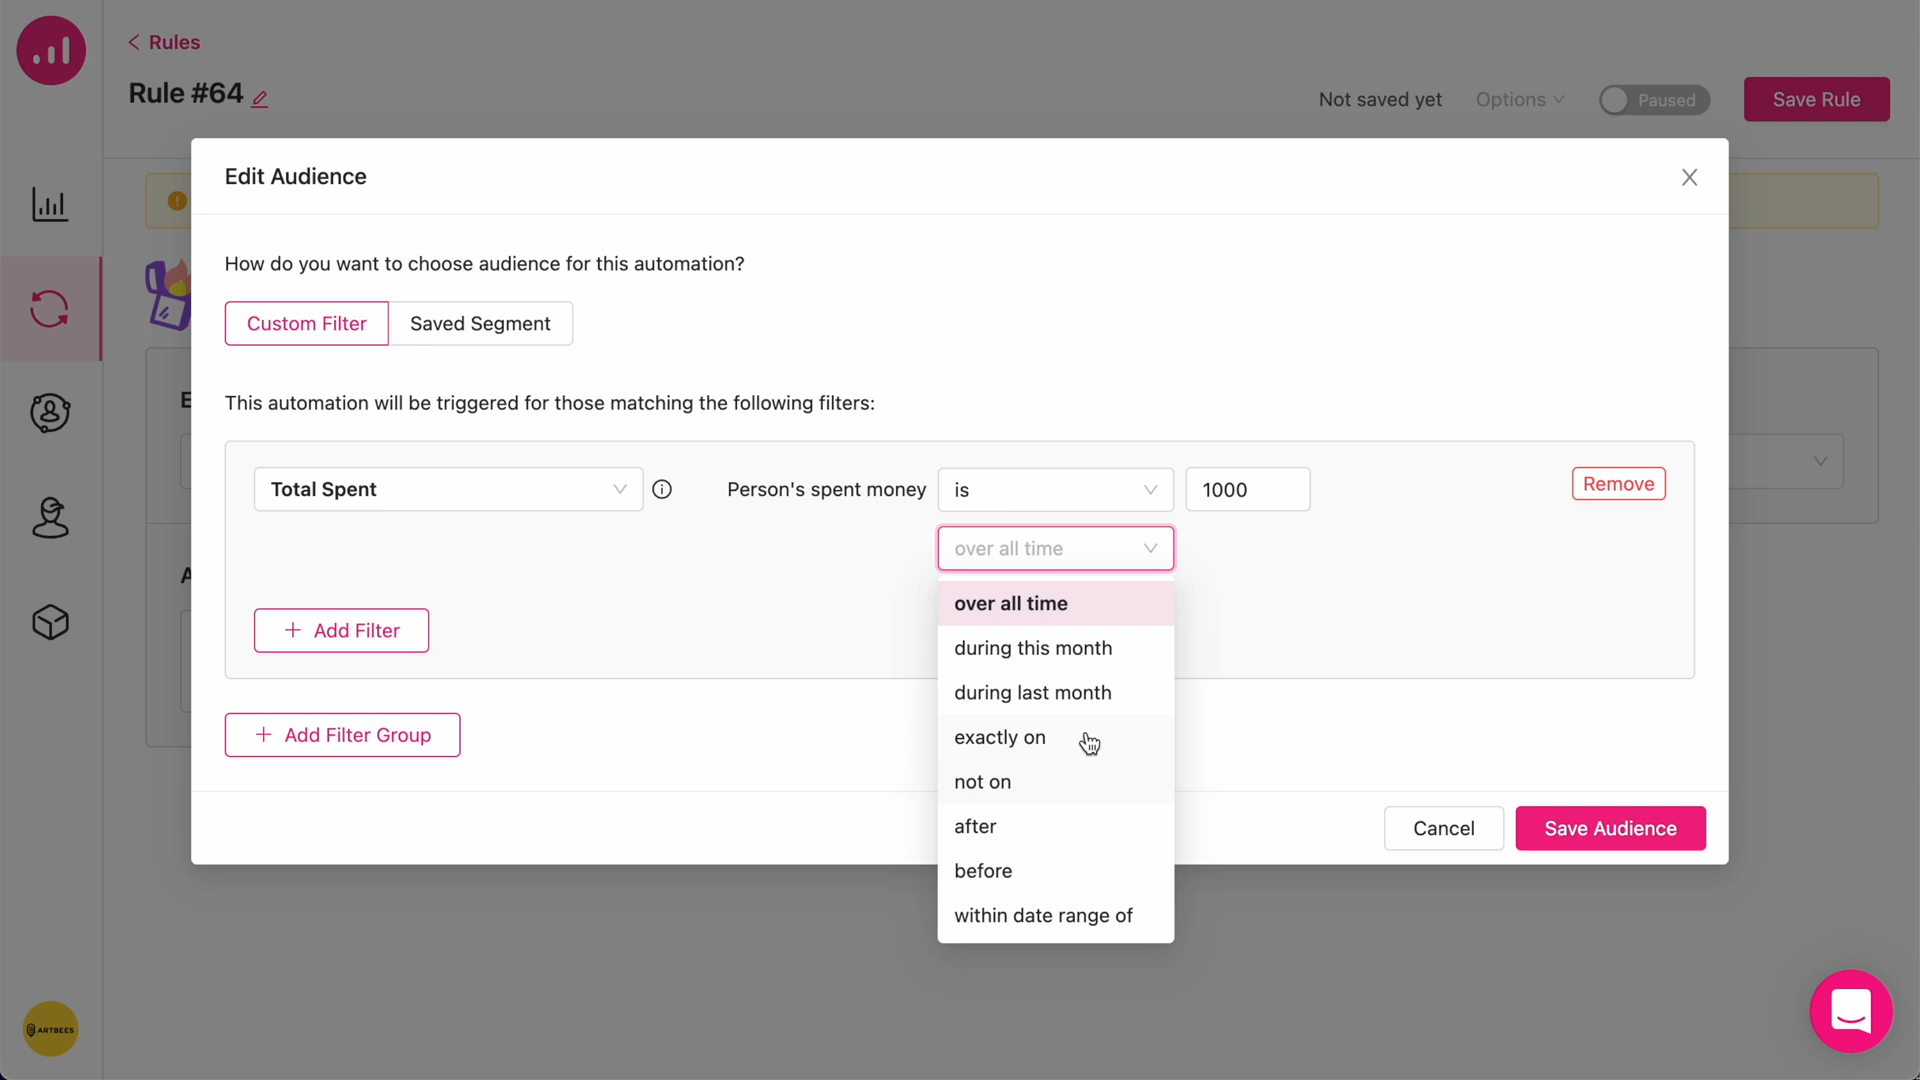 Rules
Rule #64
Not saved yet
Options
Paused
Save Rule
Edit Audience
How do you want to choose audience for this automation?
Custom Filter
Saved Segment
This automation will be triggered for those matching the following filters:
Total Spent
Person's spent money
is
1000
Remove
over all time
over all time
during this month
during last month
exactly on
not on
after
before
within date range of
+ Add Filter
+ Add Filter Group
Cancel
Save Audience
ARTBEES